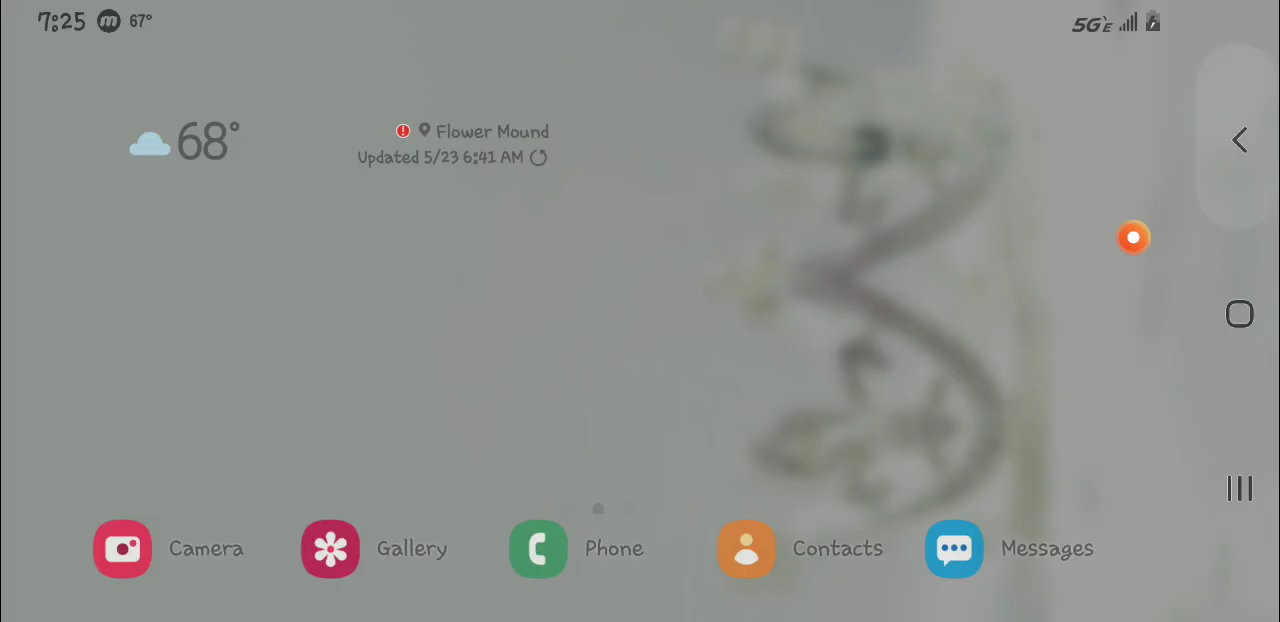 7:25 m 67°
5GE
68°
Flower Mound
Updated 5/23 6:41 AM
Camera
Gallery
Phone
Contacts
Messages